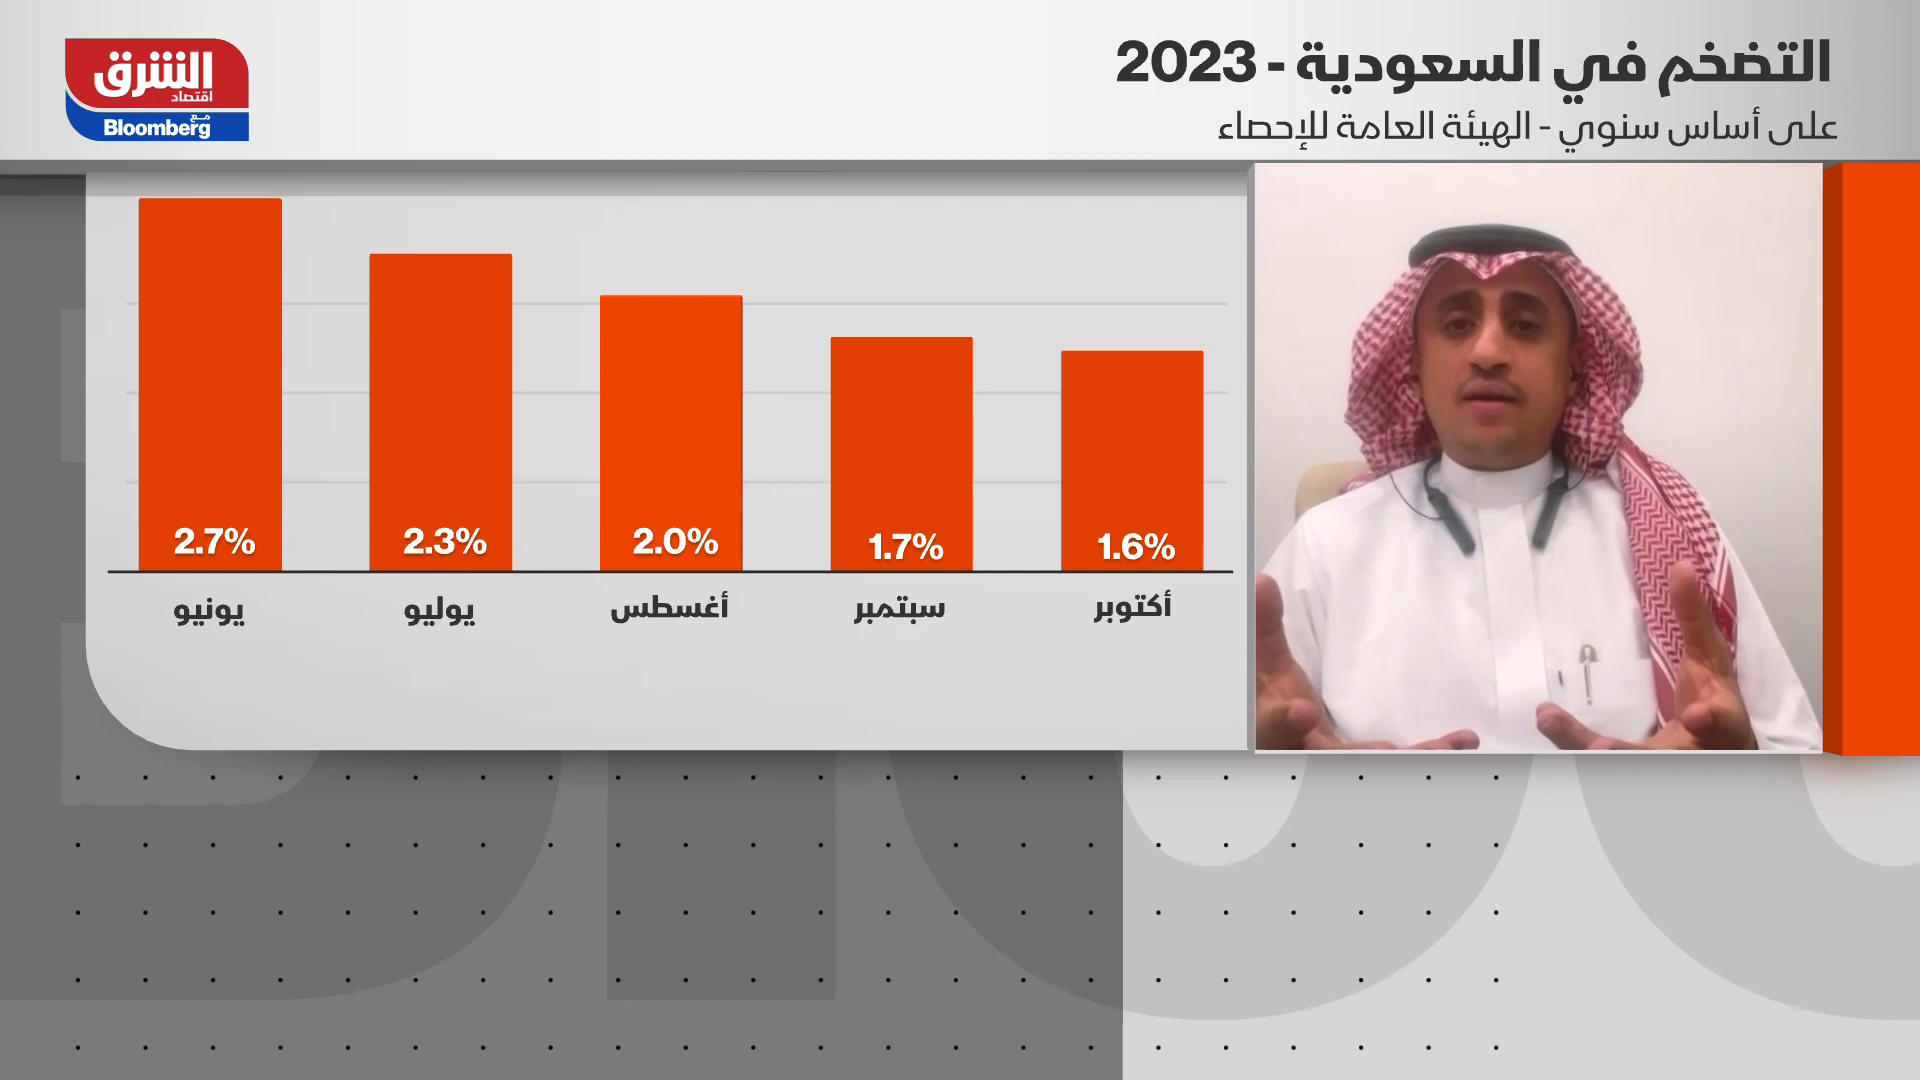 التضخم في السعودية - 2023
على أساس سنوي - الهيئة العامة للإحصاء
الشرق
اقتصاد
مع
Bloomberg
2.7%
2.3%
2.0%
1.7%
1.6%
يونيو
يوليو
أغسطس
سبتمبر
أكتوبر